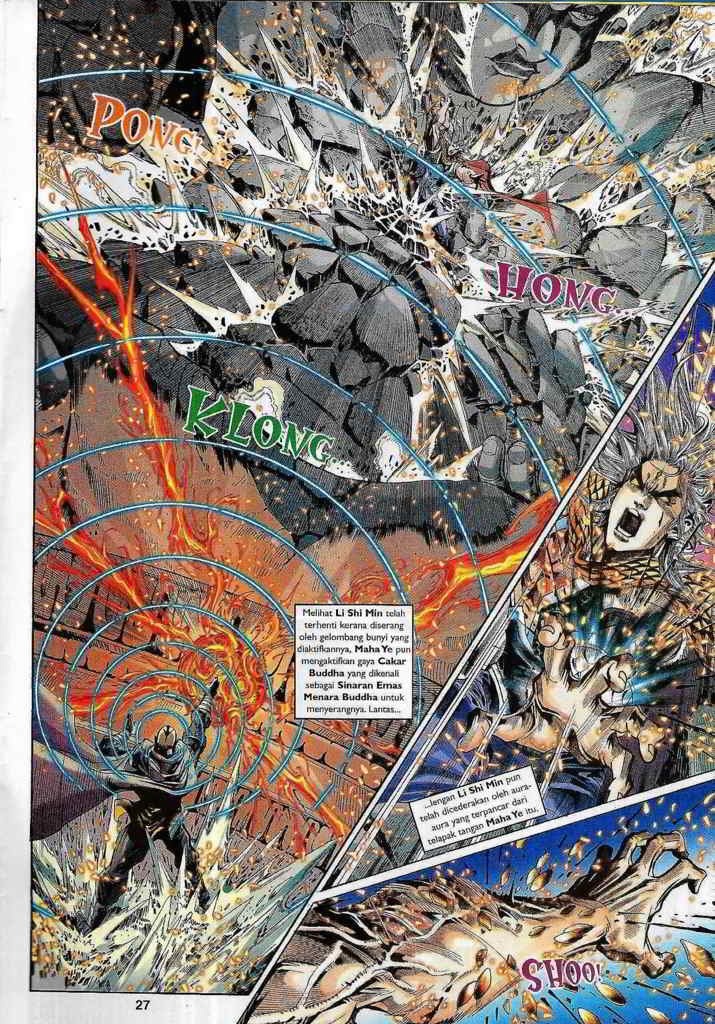 PONG!
HONG...
KLONG...
Melihat Li Shi Min telah
terhenti kerana diserang
oleh gelombang bunyi yang
diaktifkannya, Maha Ye pun
mengaktifkan gaya Cakar
Buddha yang dikenali
sebagai Sinaran Emas
Menara Buddha untuk
menyerangnya. Lantas...
...lengan Li Shi Min pun
telah dicederakan oleh aura-
aura yang terpancar dari
telapak tangan Maha Ye itu.
SHOO!
27